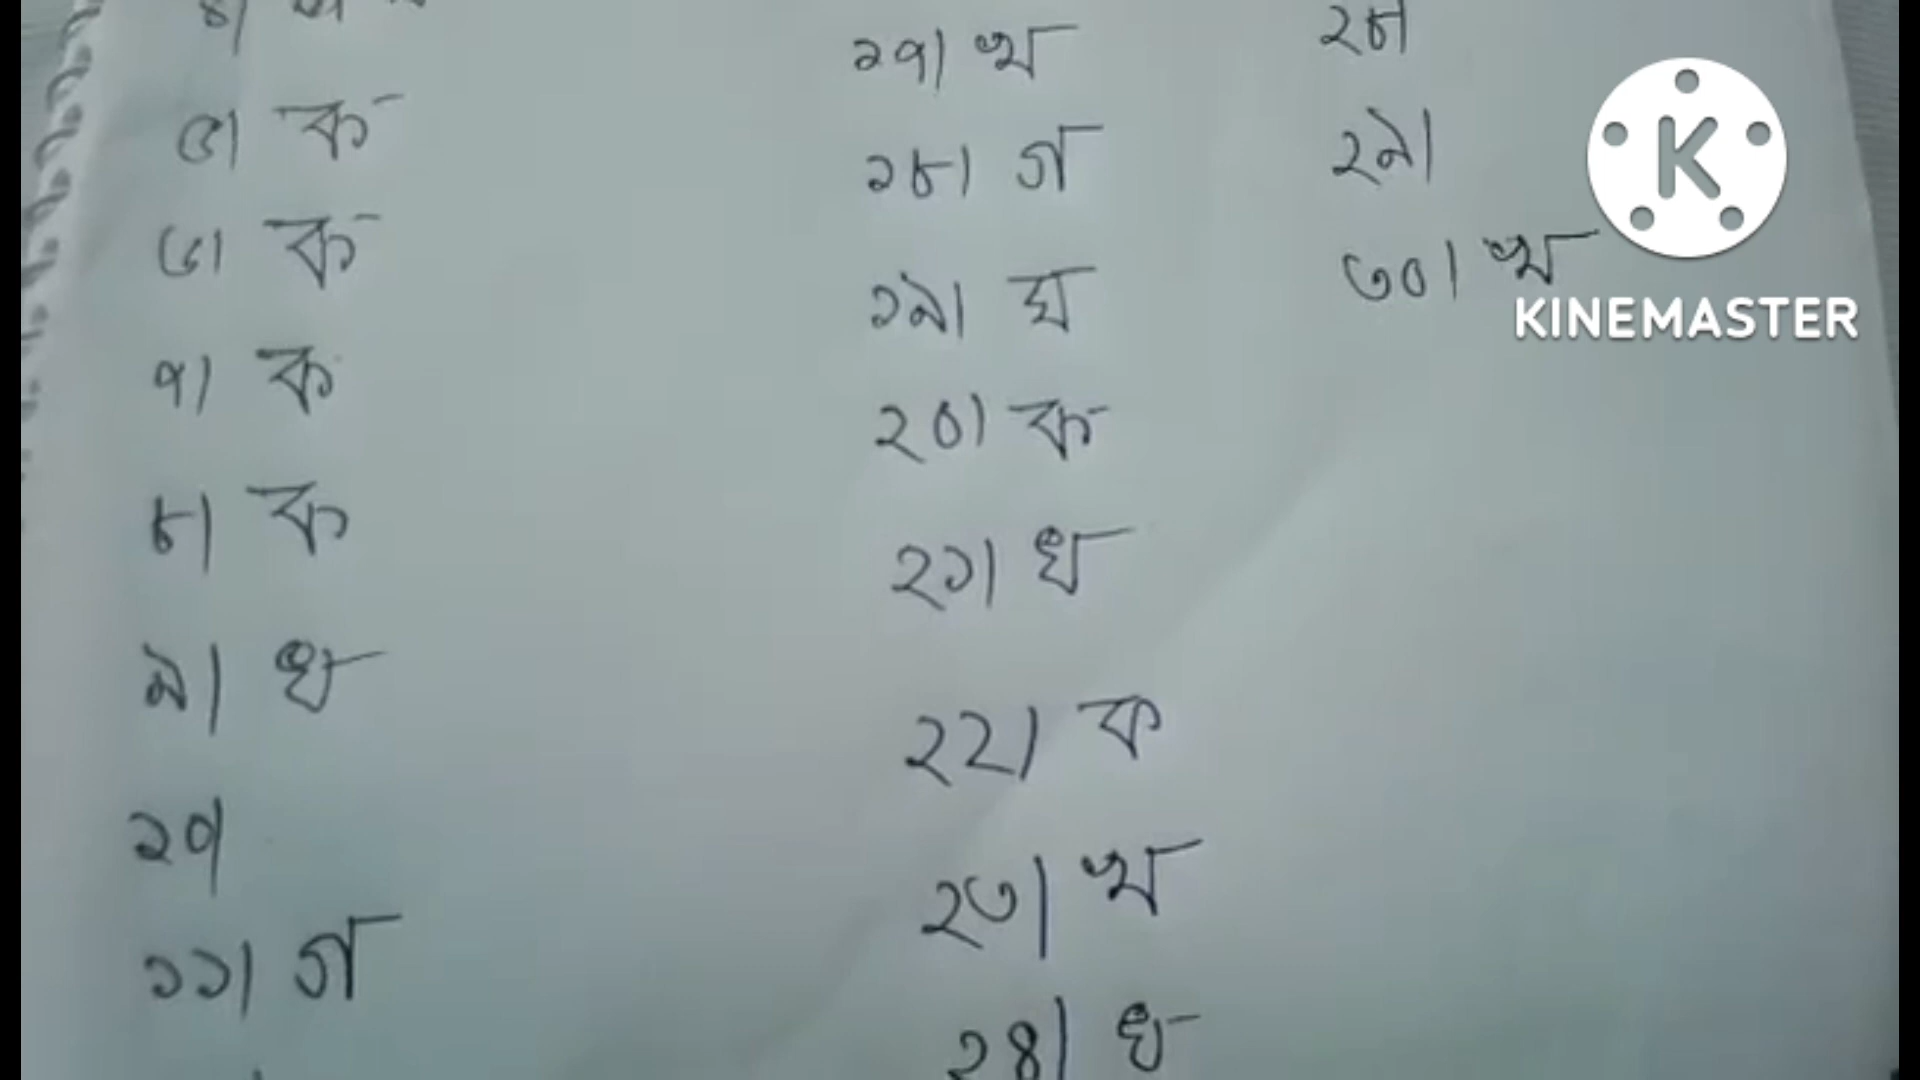 ৫। ক
৬। ক
৭। ক
৮। ক
৯। ঘ
১০।
১১। গ
১৭। খ
১৮। গ
১৯। ঘ
২০। ক
২১। ঘ
২২। ক
২৩। খ
২৪। ঘ
২৮।
২৯।
৩০। খ
KINEMASTER